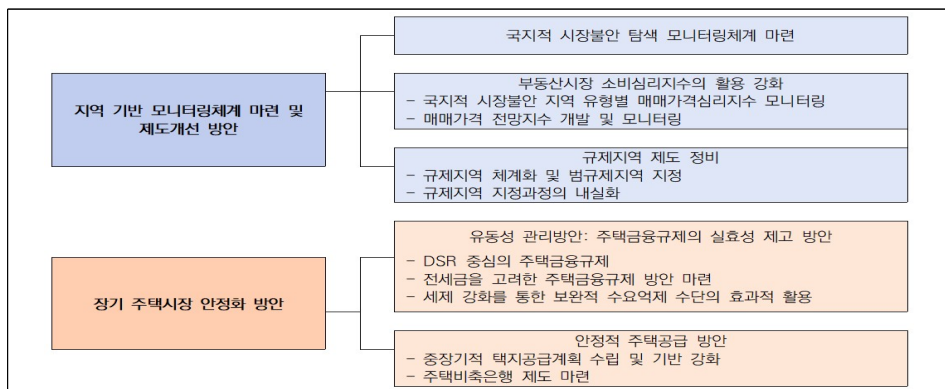 지역 기반 모니터링체계 마련 및
제도개선 방안
국지적 시장불안 탐색 모니터링체계 마련
부동산시장 소비심리지수의 활용 강화
- 국지적 시장불안 지역 유형별 매매가격심리지수 모니터링
- 매매가격 전망지수 개발 및 모니터링
규제지역 제도 정비
- 규제지역 체계화 및 범규제지역 지정
- 규제지역 지정과정의 내실화
장기 주택시장 안정화 방안
유동성 관리방안: 주택금융규제의 실효성 제고 방안
- DSR 중심의 주택금융규제
- 전세금을 고려한 주택금융규제 방안 마련
- 세제 강화를 통한 보완적 수요억제 수단의 효과적 활용
안정적 주택공급 방안
- 중장기적 택지공급계획 수립 및 기반 강화
- 주택비축은행 제도 마련